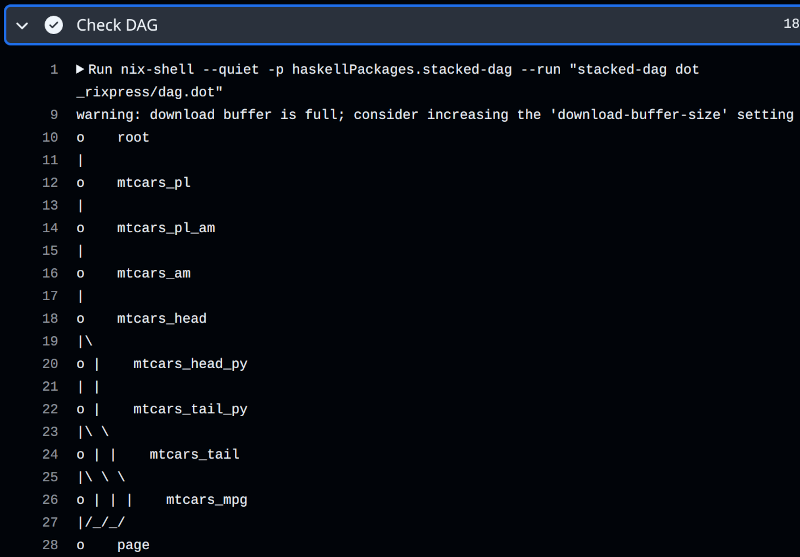 Check DAG 18
1 ▶ Run nix-shell --quiet -p haskellPackages.stacked-dag --run "stacked-dag dot
_rixpress/dag.dot"
9 warning: download buffer is full; consider increasing the 'download-buffer-size' setting
10 o    root
11 |
12 o    mtcars_pl
13 |
14 o    mtcars_pl_am
15 |
16 o    mtcars_am
17 |
18 o    mtcars_head
19 |\
20 o |    mtcars_head_py
21 | |
22 o |    mtcars_tail_py
23 |\ \
24 o | |    mtcars_tail
25 |\ \ \
26 o | | |    mtcars_mpg
27 |/_/_/
28 o    page